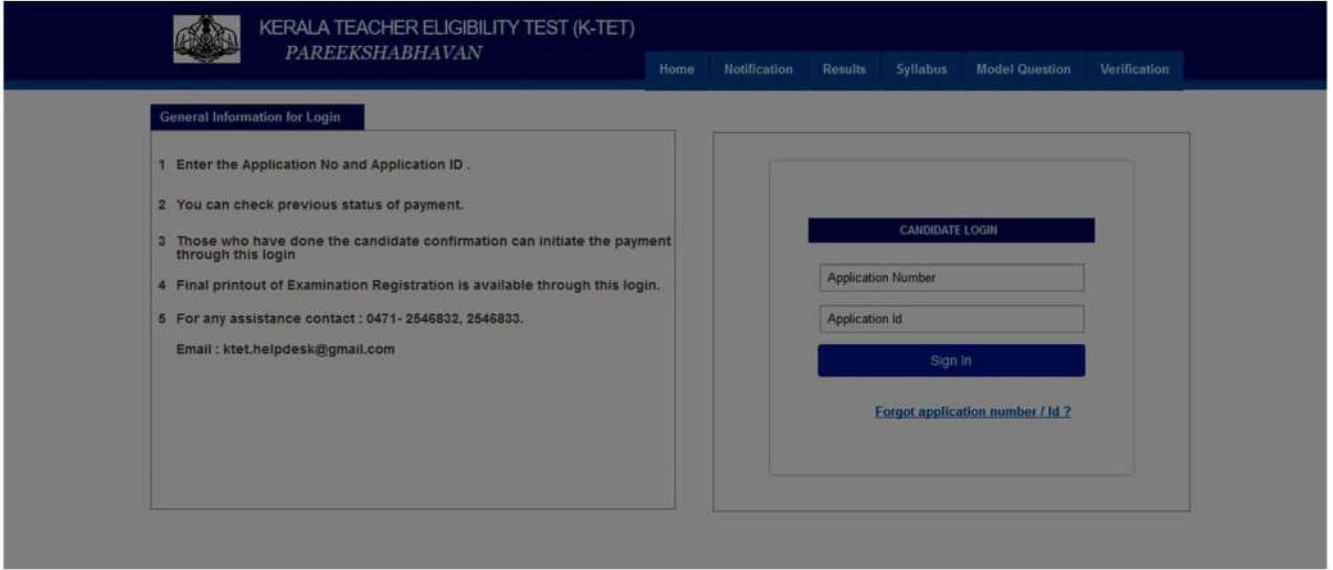 KERALA TEACHER ELIGIBILITY TEST (K-TET)
PAREEKSHABHAVAN
Home Notification Results Syllabus Model Question Verification
General Information for Login
1 Enter the Application No and Application ID .
2 You can check previous status of payment.
3 Those who have done the candidate confirmation can initiate the payment
through this login
4 Final printout of Examination Registration is available through this login.
5 For any assistance contact : 0471- 2546832, 2546833.
Email : ktet.helpdesk@gmail.com
CANDIDATE LOGIN
Application Number
Application Id
Sign In
Forgot application number / Id ?